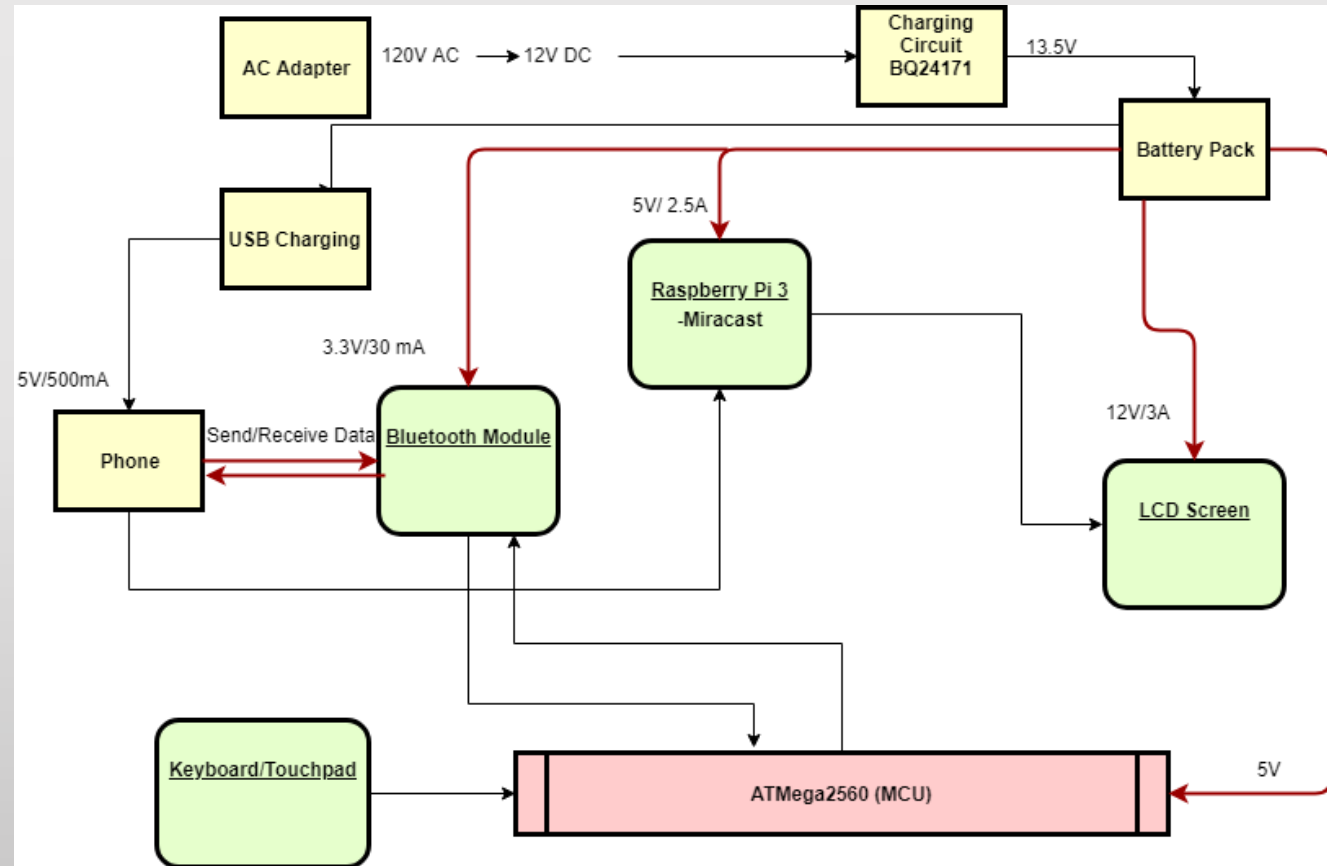 AC Adapter
120V AC
12V DC
Charging
Circuit
BQ24171
13.5V
Battery Pack
USB Charging
5V/ 2.5A
Raspberry Pi 3
-Miracast
3.3V/30 mA
5V/500mA
Phone
Send/Receive Data
Bluetooth Module
12V/3A
LCD Screen
Keyboard/Touchpad
ATMega2560 (MCU)
5V